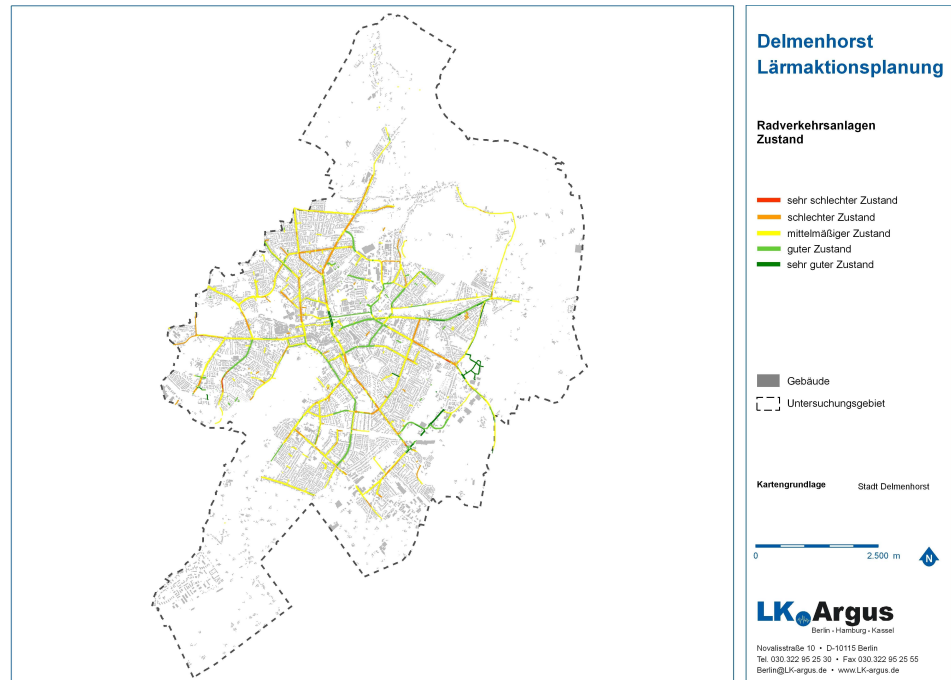 Delmenhorst
Lärmaktionsplanung
Radverkehrsanlagen
Zustand
sehr schlechter Zustand
schlechter Zustand
mittelmäßiger Zustand
guter Zustand
sehr guter Zustand
Gebäude
Untersuchungsgebiet
Kartengrundlage Stadt Delmenhorst
0 2.500 m
N
LK Argus
Berlin - Hamburg - Kassel
Novalisstraße 10 • D-10115 Berlin
Tel. 030.322 95 25 30 • Fax 030.322 95 25 55
Berlin@LK-argus.de • www.LK-argus.de